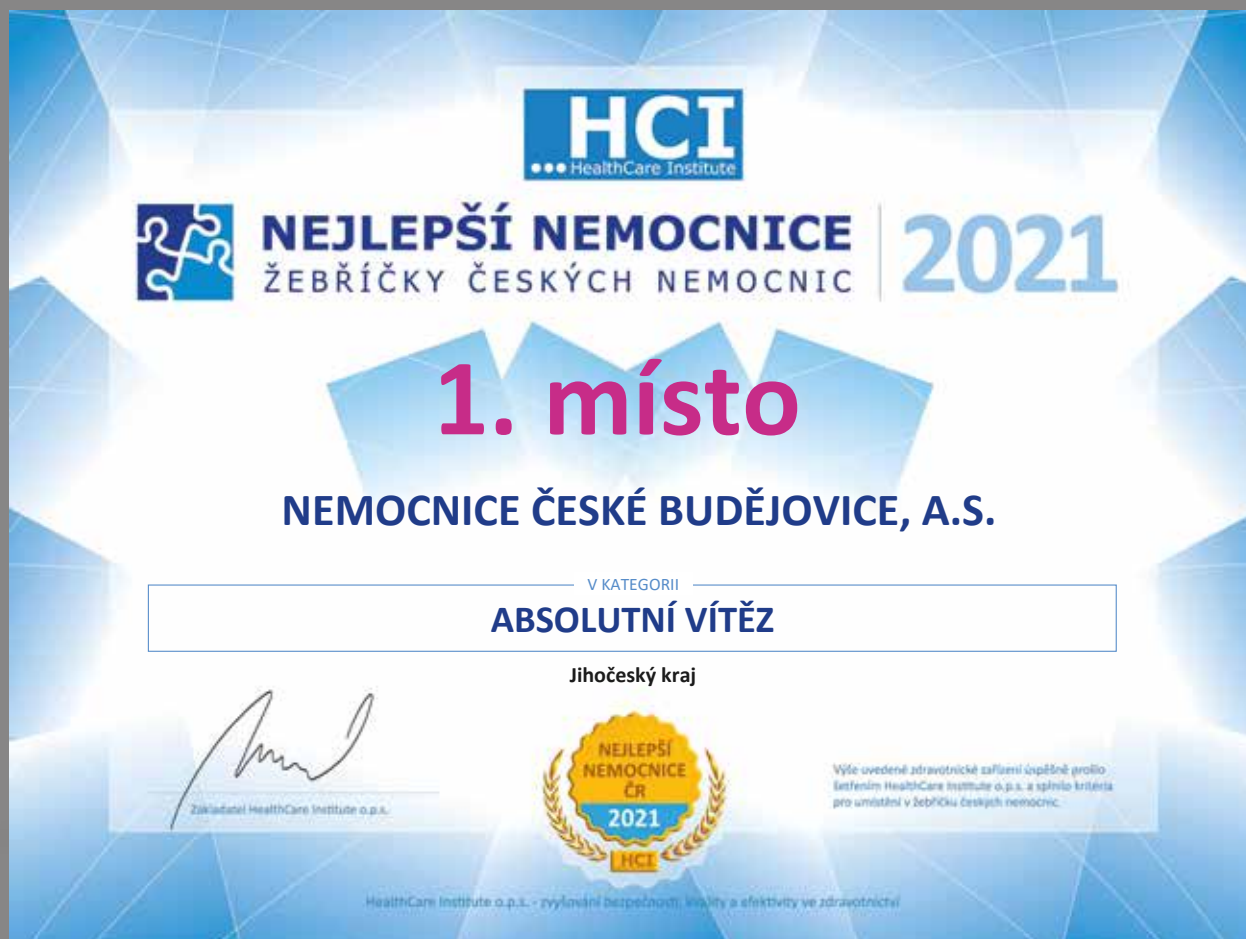 HCI
HealthCare Institute
NEJLEPŠÍ NEMOCNICE
ŽEBŘÍČKY ČESKÝCH NEMOCNIC
2021
1. místo
NEMOCNICE ČESKÉ BUDĚJOVICE, A.S.
V KATEGORII
ABSOLUTNÍ VÍTĚZ
Jihočeský kraj
Zakladatel HealthCare Institute o.p.s.
NEJLEPŠÍ
NEMOCNICE
ČR
2021
HCI
Výše uvedené zdravotnické zařízení úspěšně prošlo
šetřením HealthCare Institute o.p.s. a splnilo kritéria
pro umístění v žebříčku českých nemocnic.
HealthCare Institute o.p.s. - zvyšování bezpečnosti, kvality a efektivity ve zdravotnictví